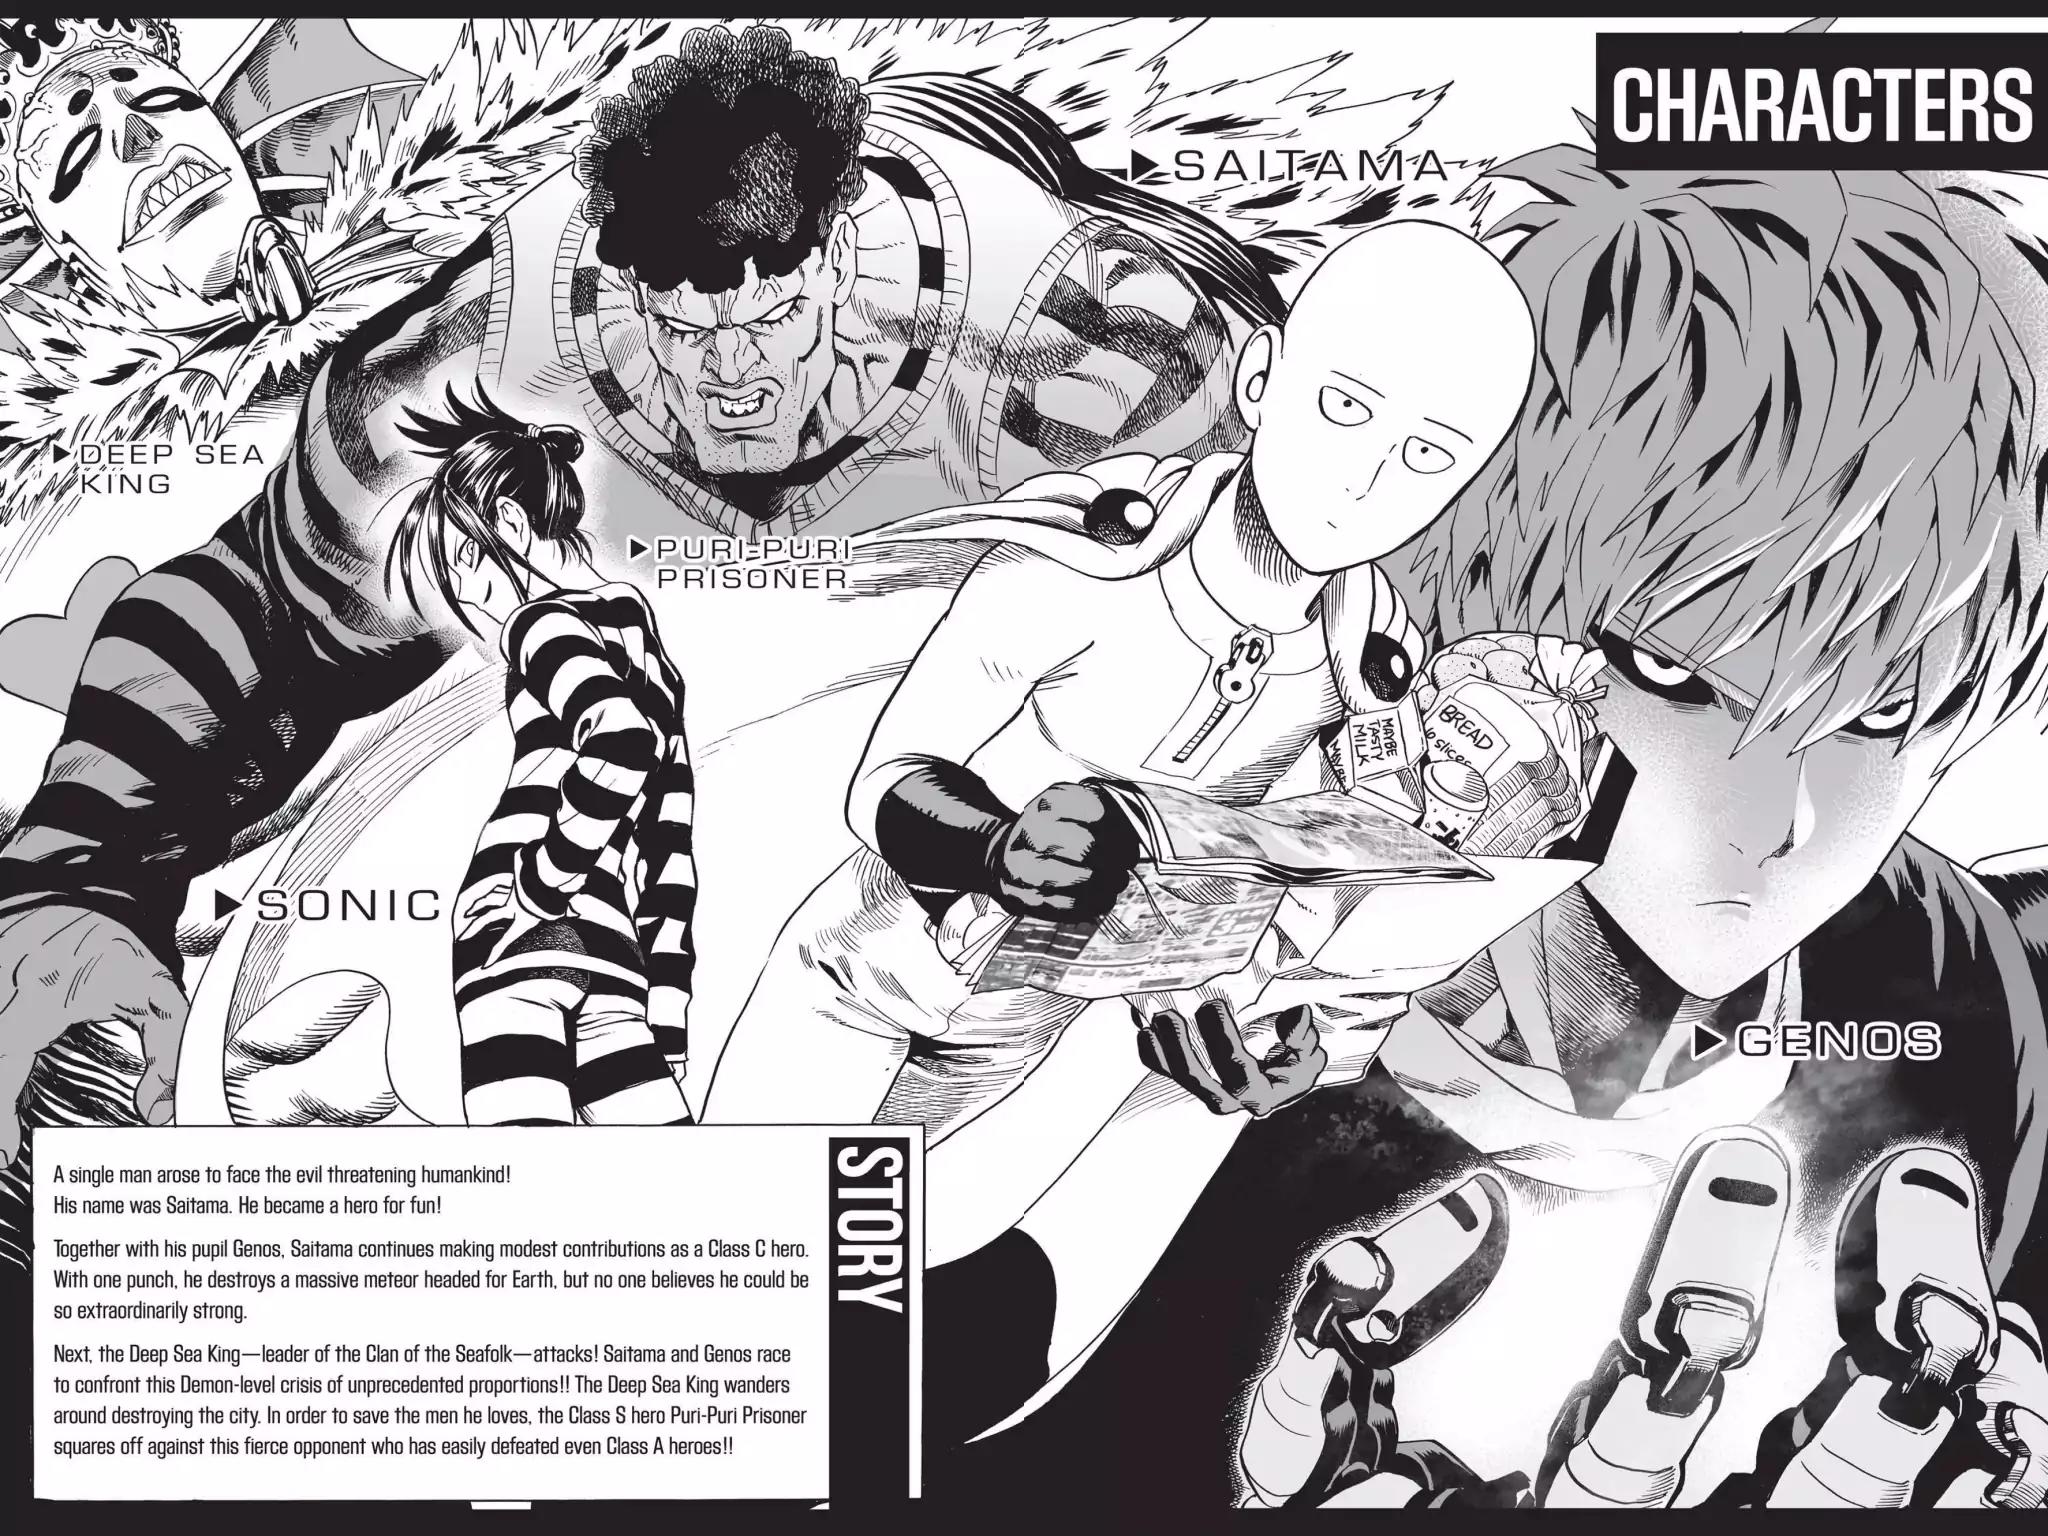 CHARACTERS
SAITAMA
DEEP SEA
KING
PURI-PURI
PRISONER
BREAD
6 slices
MAYBE
TASTY
MILK
MAYBE
SONIC
GENOS
STORY
A single man arose to face the evil threatening humankind!
His name was Saitama. He became a hero for fun!
Together with his pupil Genos, Saitama continues making modest contributions as a Class C hero.
With one punch, he destroys a massive meteor headed for Earth, but no one believes he could be
so extraordinarily strong.
Next, the Deep Sea King—leader of the Clan of the Seafolk—attacks! Saitama and Genos race
to confront this Demon-level crisis of unprecedented proportions!! The Deep Sea King wanders
around destroying the city. In order to save the men he loves, the Class S hero Puri-Puri Prisoner
squares off against this fierce opponent who has easily defeated even Class A heroes!!